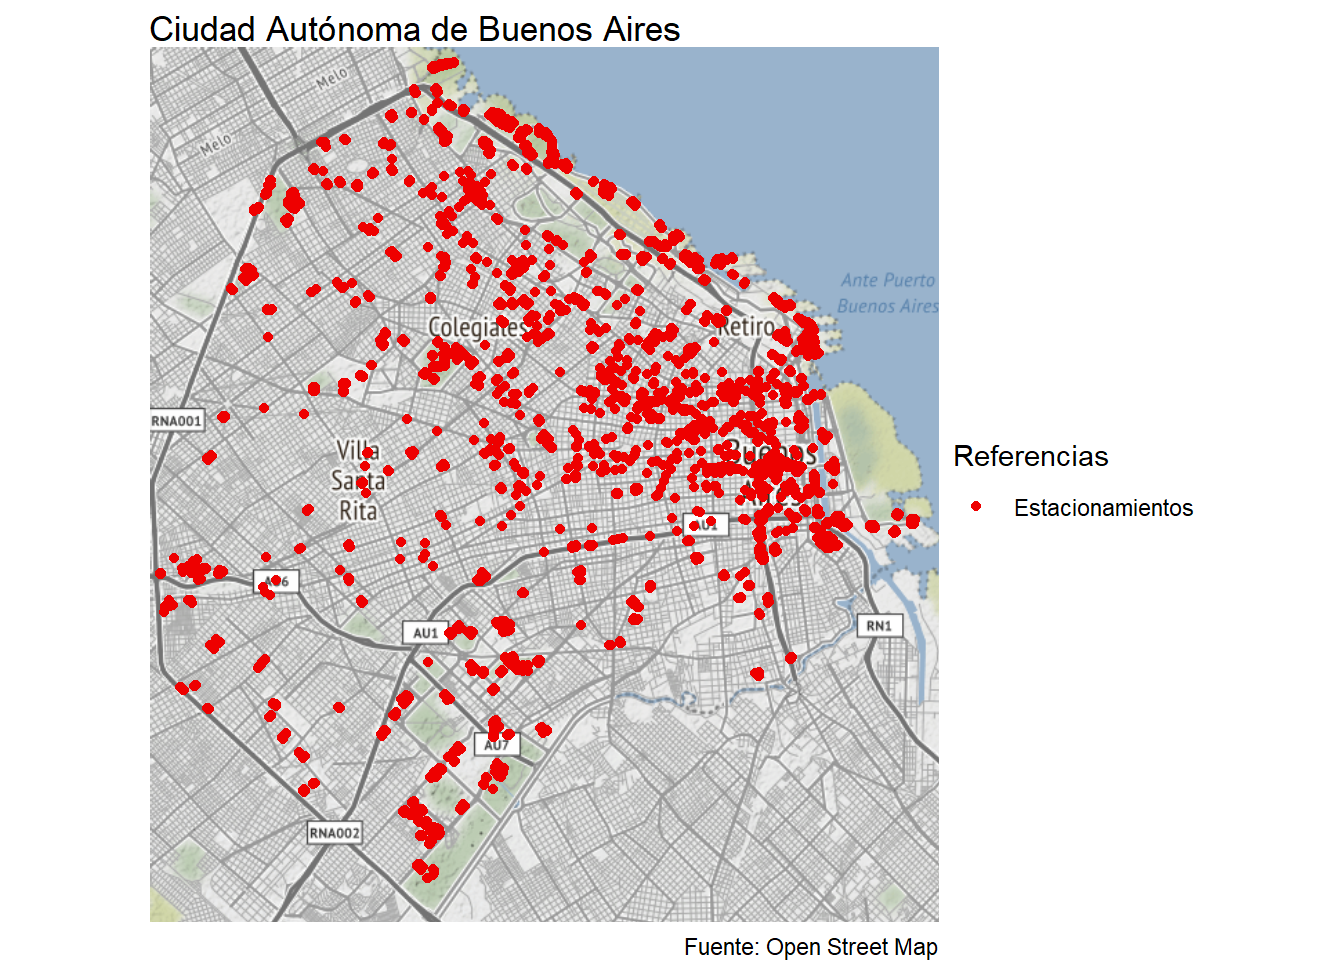 Ciudad Autónoma de Buenos Aires
Melo
Melo
Ante Puerto
Buenos Aires
Colegiales
Retiro
RNA001
Villa
Santa
Rita
Buenos
Aires
AU1
AU6
AU1
RN1
AU7
RNA002
Referencias
Estacionamientos
Fuente: Open Street Map